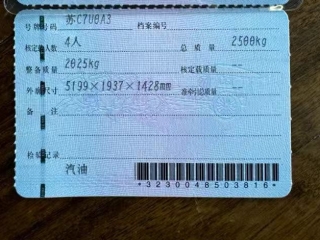 号牌号码 苏C7U8A3 档案编号
核定载人数 4人 总质量 2500kg
整备质量 2025kg 核定载质量 --
外廓尺寸 5199×1937×1428mm 准牵引总质量 --
备注
检验记录
汽油
*3230048503816*